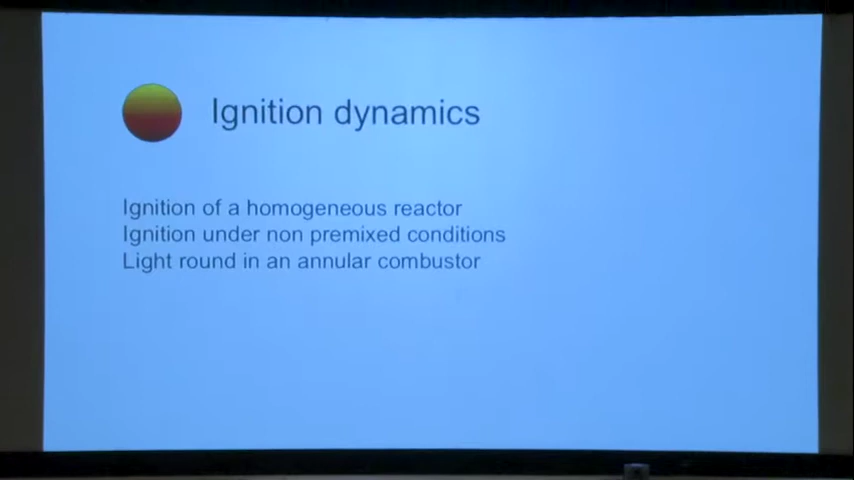 Ignition dynamics
Ignition of a homogeneous reactor
Ignition under non premixed conditions
Light round in an annular combustor